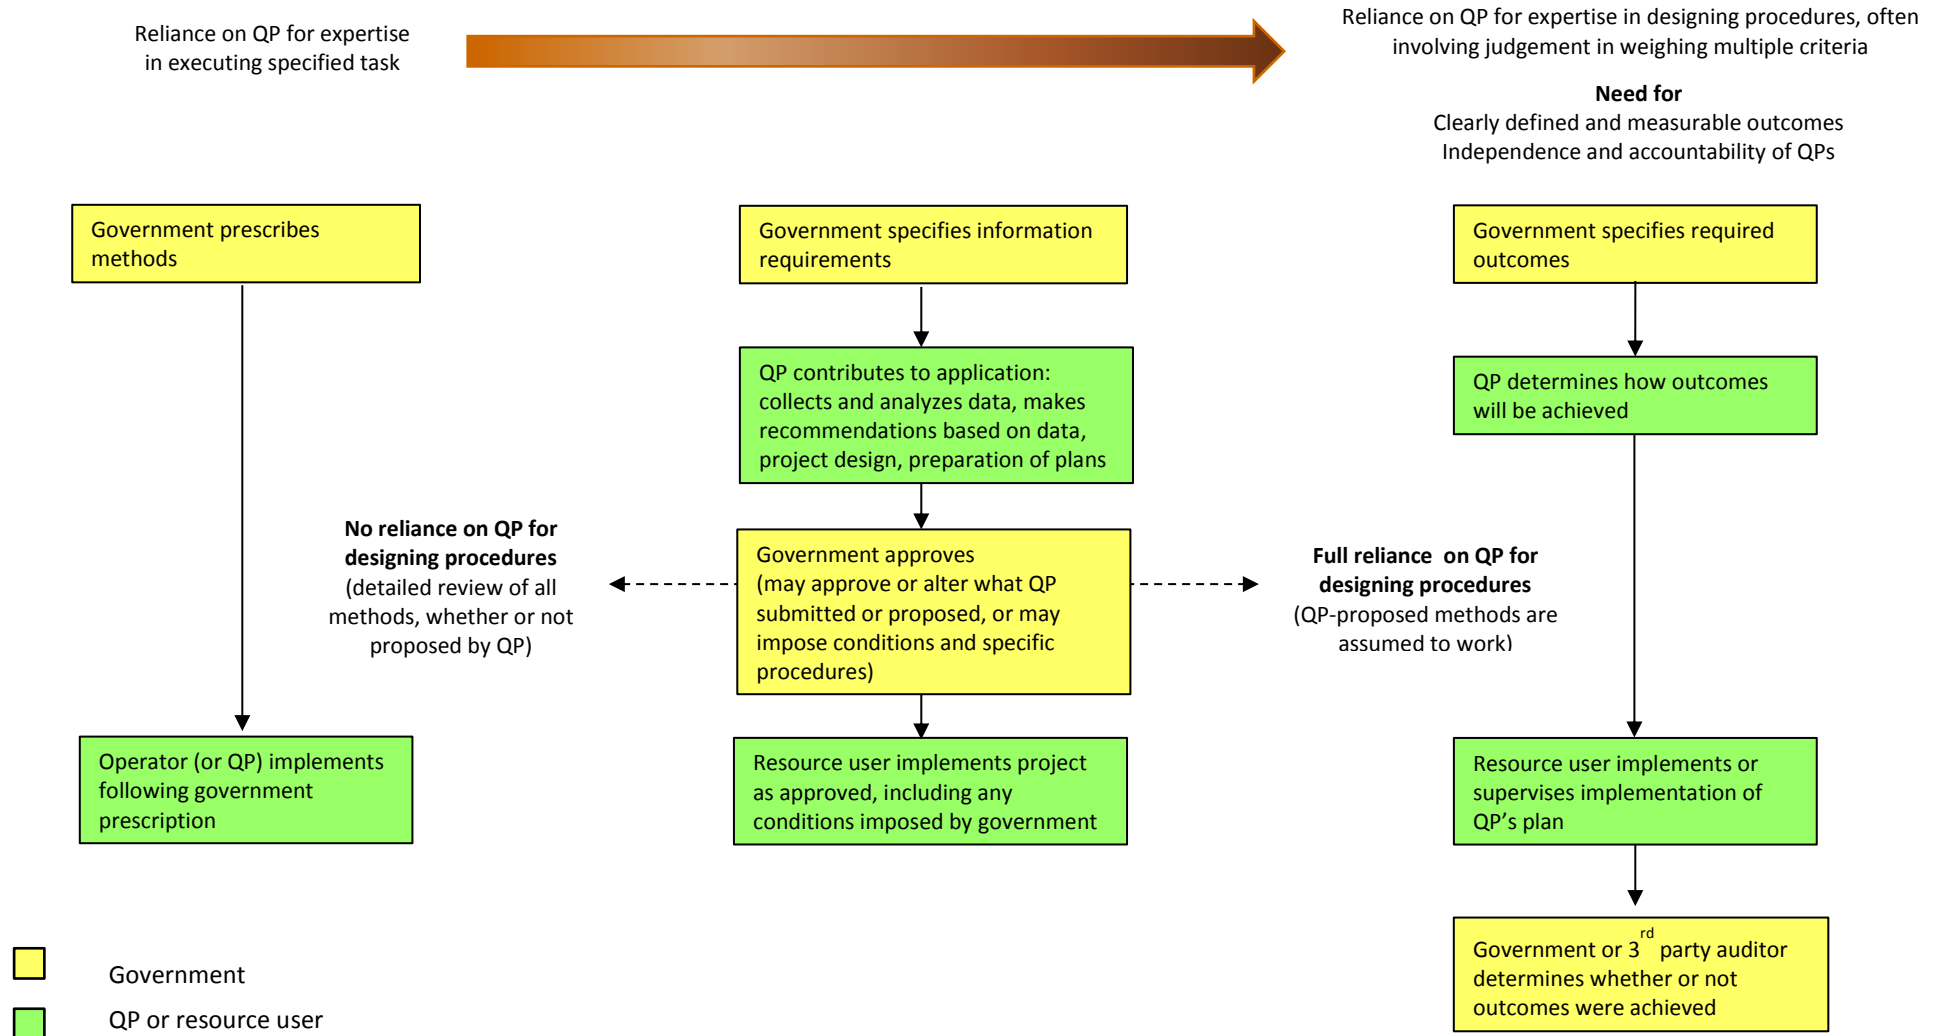 Reliance on QP for expertise
in executing specified task
Reliance on QP for expertise in designing procedures, often
involving judgement in weighing multiple criteria
Need for
Clearly defined and measurable outcomes
Independence and accountability of QPs
Government prescribes
methods
Operator (or QP) implements
following government
prescription
No reliance on QP for
designing procedures
(detailed review of all
methods, whether or not
proposed by QP)
Government specifies information
requirements
QP contributes to application:
collects and analyzes data, makes
recommendations based on data,
project design, preparation of plans
Government approves
(may approve or alter what QP
submitted or proposed, or may
impose conditions and specific
procedures)
Resource user implements project
as approved, including any
conditions imposed by government
Full reliance  on QP for
designing procedures
(QP-proposed methods are
assumed to work)
Government specifies required
outcomes
QP determines how outcomes
will be achieved
Resource user implements or
supervises implementation of
QP’s plan
Government or 3rd party auditor
determines whether or not
outcomes were achieved
Government
QP or resource user